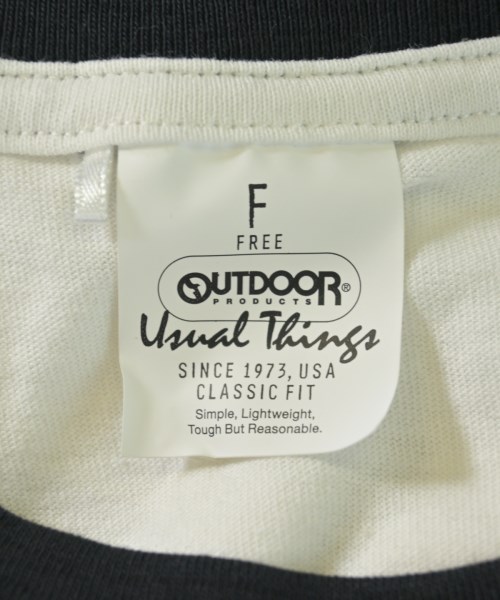 F
FREE
OUTDOOR®
PRODUCTS
Usual Things
SINCE 1973, USA
CLASSIC FIT
Simple, Lightweight,
Tough But Reasonable.